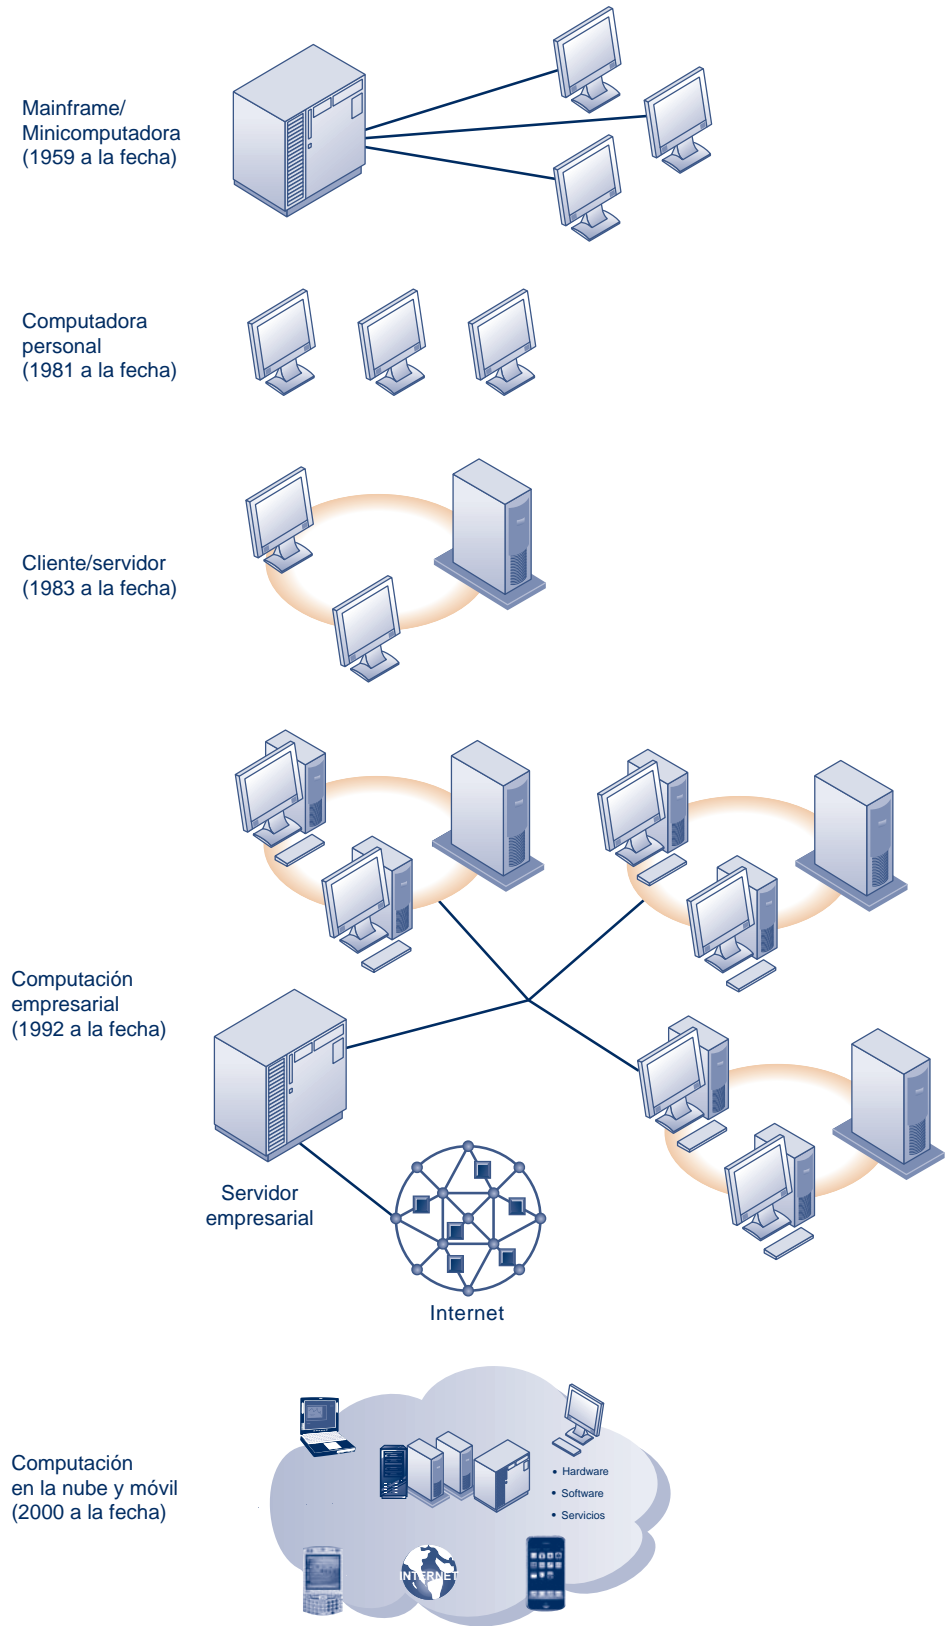 Mainframe/
Minicomputadora
(1959 a la fecha)
Computadora
personal
(1981 a la fecha)
Cliente/servidor
(1983 a la fecha)
Computación
empresarial
(1992 a la fecha)
Servidor
empresarial
Internet
Computación
en la nube y móvil
(2000 a la fecha)
• Hardware
• Software
• Servicios
INTERNET